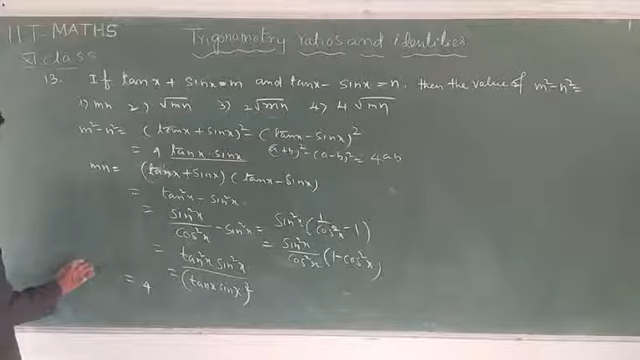 IIT-MATHS
Trigonometry ratios and identities
XI class
13. If tanx + sinx = m and tanx - sinx = n, then the value of m²-n² =
1) mn 2) √mn 3) 2√mn 4) 4√mn
m²-n² = (tanx+sinx)² - (tanx-sinx)²
= 4 tanx·sinx (a+b)²-(a-b)² = 4ab
mn = (tanx+sinx)(tanx-sinx)
= tan²x - sin²x
= sin²x/cos²x - sin²x = sin²x(1/cos²x - 1)
= sin²x/cos²x (1-cos²x)
= tan²x sin²x
= (tanx sinx)²
= 4